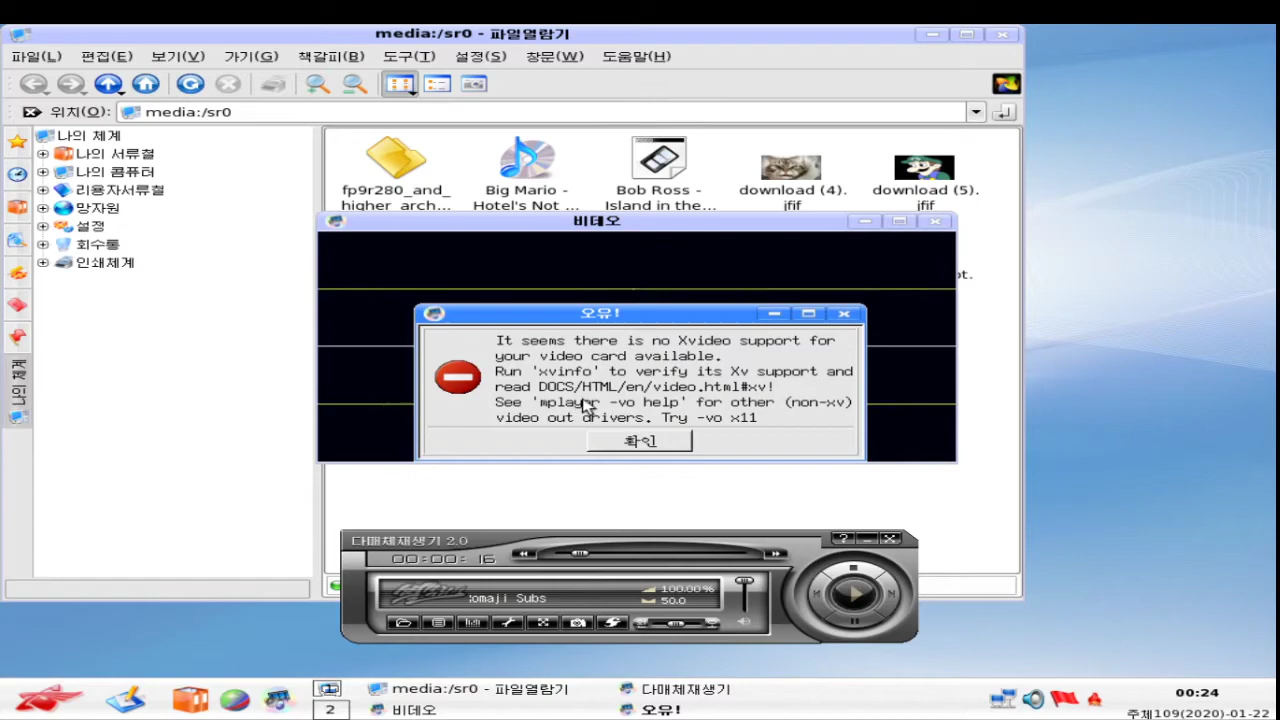 media:/sr0 - 파일열람기
파일(L) 편집(E) 보기(V) 가기(G) 책갈피(B) 도구(T) 설정(S) 창문(W) 도움말(H)
위치(O): media:/sr0
나의 체계
나의 서류철
나의 콤퓨터
리용자서류철
망자원
설정
회수통
인쇄체계
나의 체계
fp9r280_and_
higher_arch...
Big Mario -
Hotel's Not ...
Bob Ross -
Island in the...
download (4).
jfif
download (5).
jfif
pt.
비데오
오유!
It seems there is no Xvideo support for
your video card available.
Run 'xvinfo' to verify its Xv support and
read DOCS/HTML/en/video.html#xv!
See 'mplayer -vo help' for other (non-xv)
video out drivers. Try -vo x11
확인
다매체재생기 2.0
00:00:16
omaji Subs
100.00%
50.0
2
media:/sr0 - 파일열람기
다매체재생기
비데오
오유!
00:24
주체109(2020)-01-22